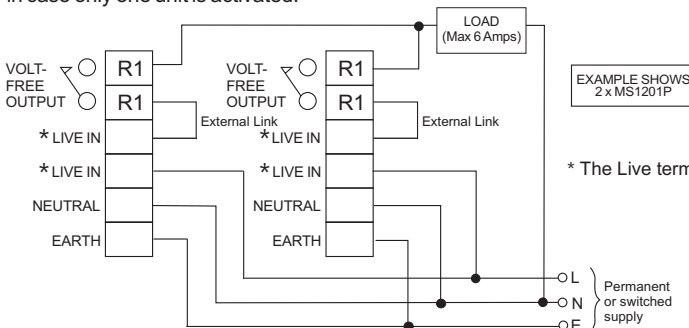 in case only one unit is activated.
LOAD
(Max 6 Amps)
VOLT-
FREE
OUTPUT
R1
R1
External Link
* LIVE IN
* LIVE IN
NEUTRAL
EARTH
VOLT-
FREE
OUTPUT
R1
R1
External Link
* LIVE IN
* LIVE IN
NEUTRAL
EARTH
EXAMPLE SHOWS
2 x MS1201P
* The Live term
L
N
E
Permanent
or switched
supply